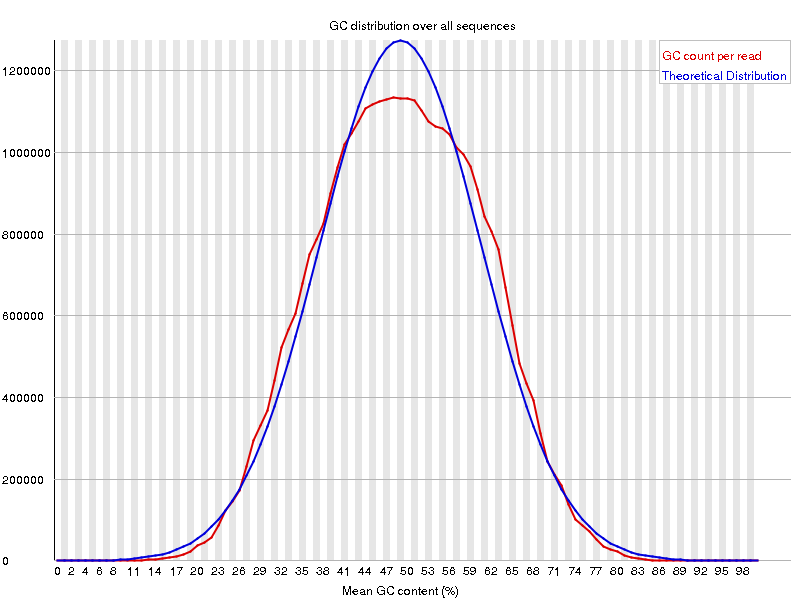 GC distribution over all sequences
GC count per read
Theoretical Distribution
1200000
1000000
800000
600000
400000
200000
0
0 2 4 6 8 11 14 17 20 23 26 29 32 35 38 41 44 47 50 53 56 59 62 65 68 71 74 77 80 83 86 89 92 95 98
Mean GC content (%)